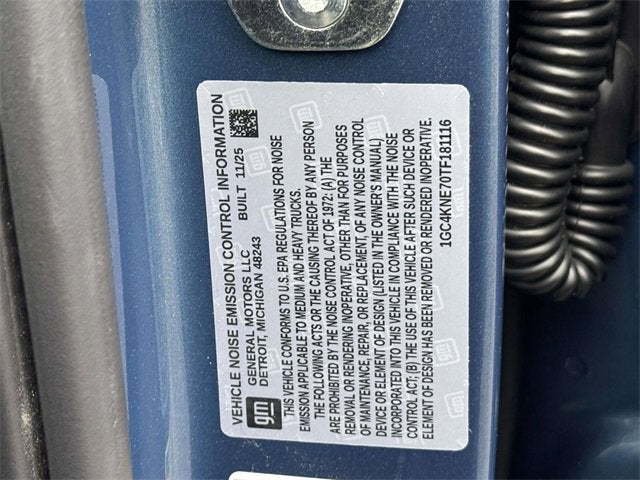 VEHICLE NOISE EMISSION CONTROL INFORMATION
gm
GENERAL MOTORS LLC BUILT 11/25
DETROIT, MICHIGAN 48243
THIS VEHICLE CONFORMS TO U.S. EPA REGULATIONS FOR NOISE
EMISSION APPLICABLE TO MEDIUM AND HEAVY TRUCKS.
THE FOLLOWING ACTS OR THE CAUSING THEREOF BY ANY PERSON
ARE PROHIBITED BY THE NOISE CONTROL ACT OF 1972: (A) THE
REMOVAL OR RENDERING INOPERATIVE, OTHER THAN FOR PURPOSES
OF MAINTENANCE, REPAIR, OR REPLACEMENT, OF ANY NOISE CONTROL
DEVICE OR ELEMENT OF DESIGN (LISTED IN THE OWNER'S MANUAL)
INCORPORATED INTO THIS VEHICLE IN COMPLIANCE WITH THE NOISE
CONTROL ACT; (B) THE USE OF THIS VEHICLE AFTER SUCH DEVICE OR
ELEMENT OF DESIGN HAS BEEN REMOVED OR RENDERED INOPERATIVE.
1GC4KNE70TF181116